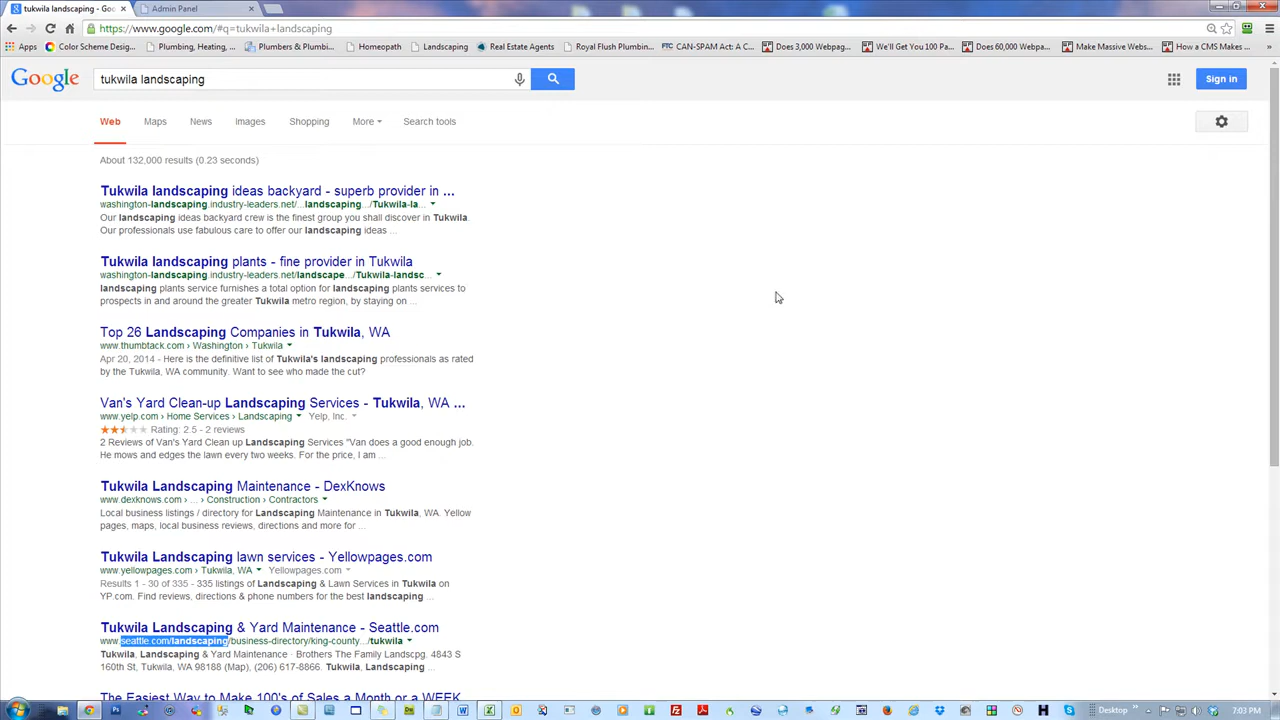 tukwila landscaping - Goo
Admin Panel
https://www.google.com/#q=tukwila+landscaping
Apps
Color Scheme Desig...
Plumbing, Heating, ...
Plumbers & Plumbin...
Homeopath
Landscaping
Real Estate Agents
Royal Flush Plumbin...
FTC CAN-SPAM Act: A C...
Does 3,000 Webpag...
We'll Get You 100 Pa...
Does 60,000 Webpag...
Make Massive Webs...
How a CMS Makes ...
Google
tukwila landscaping
Sign in
Web
Maps
News
Images
Shopping
More
Search tools
About 132,000 results (0.23 seconds)
Tukwila landscaping ideas backyard - superb provider in ...
washington-landscaping.industry-leaders.net/...landscaping.../Tukwila-la...
Our landscaping ideas backyard crew is the finest group you shall discover in Tukwila.
Our professionals use fabulous care to offer our landscaping ideas ...
Tukwila landscaping plants - fine provider in Tukwila
washington-landscaping.industry-leaders.net/landscape.../Tukwila-landsc...
landscaping plants service furnishes a total option for landscaping plants services to
prospects in and around the greater Tukwila metro region, by staying on ...
Top 26 Landscaping Companies in Tukwila, WA
www.thumbtack.com › Washington › Tukwila
Apr 20, 2014 - Here is the definitive list of Tukwila's landscaping professionals as rated
by the Tukwila, WA community. Want to see who made the cut?
Van's Yard Clean-up Landscaping Services - Tukwila, WA ...
www.yelp.com › Home Services › Landscaping Yelp, Inc.
Rating: 2.5 - 2 reviews
2 Reviews of Van's Yard Clean up Landscaping Services "Van does a good enough job.
He mows and edges the lawn every two weeks. For the price, I am ...
Tukwila Landscaping Maintenance - DexKnows
www.dexknows.com › ... › Construction › Contractors
Local business listings / directory for Landscaping Maintenance in Tukwila, WA. Yellow
pages, maps, local business reviews, directions and more for ...
Tukwila Landscaping lawn services - Yellowpages.com
www.yellowpages.com › Tukwila, WA Yellowpages.com
Results 1 - 30 of 335 - 335 listings of Landscaping & Lawn Services in Tukwila on
YP.com. Find reviews, directions & phone numbers for the best landscaping ...
Tukwila Landscaping & Yard Maintenance - Seattle.com
www.seattle.com/landscaping/business-directory/king-county.../tukwila
Tukwila, Landscaping & Yard Maintenance · Brothers The Family Landscpg. 4843 S
160th St, Tukwila, WA 98188 (Map), (206) 617-8866. Tukwila, Landscaping ...
The Easiest Way to Make 100's of Sales a Month or a WEEK
Desktop
7:03 PM